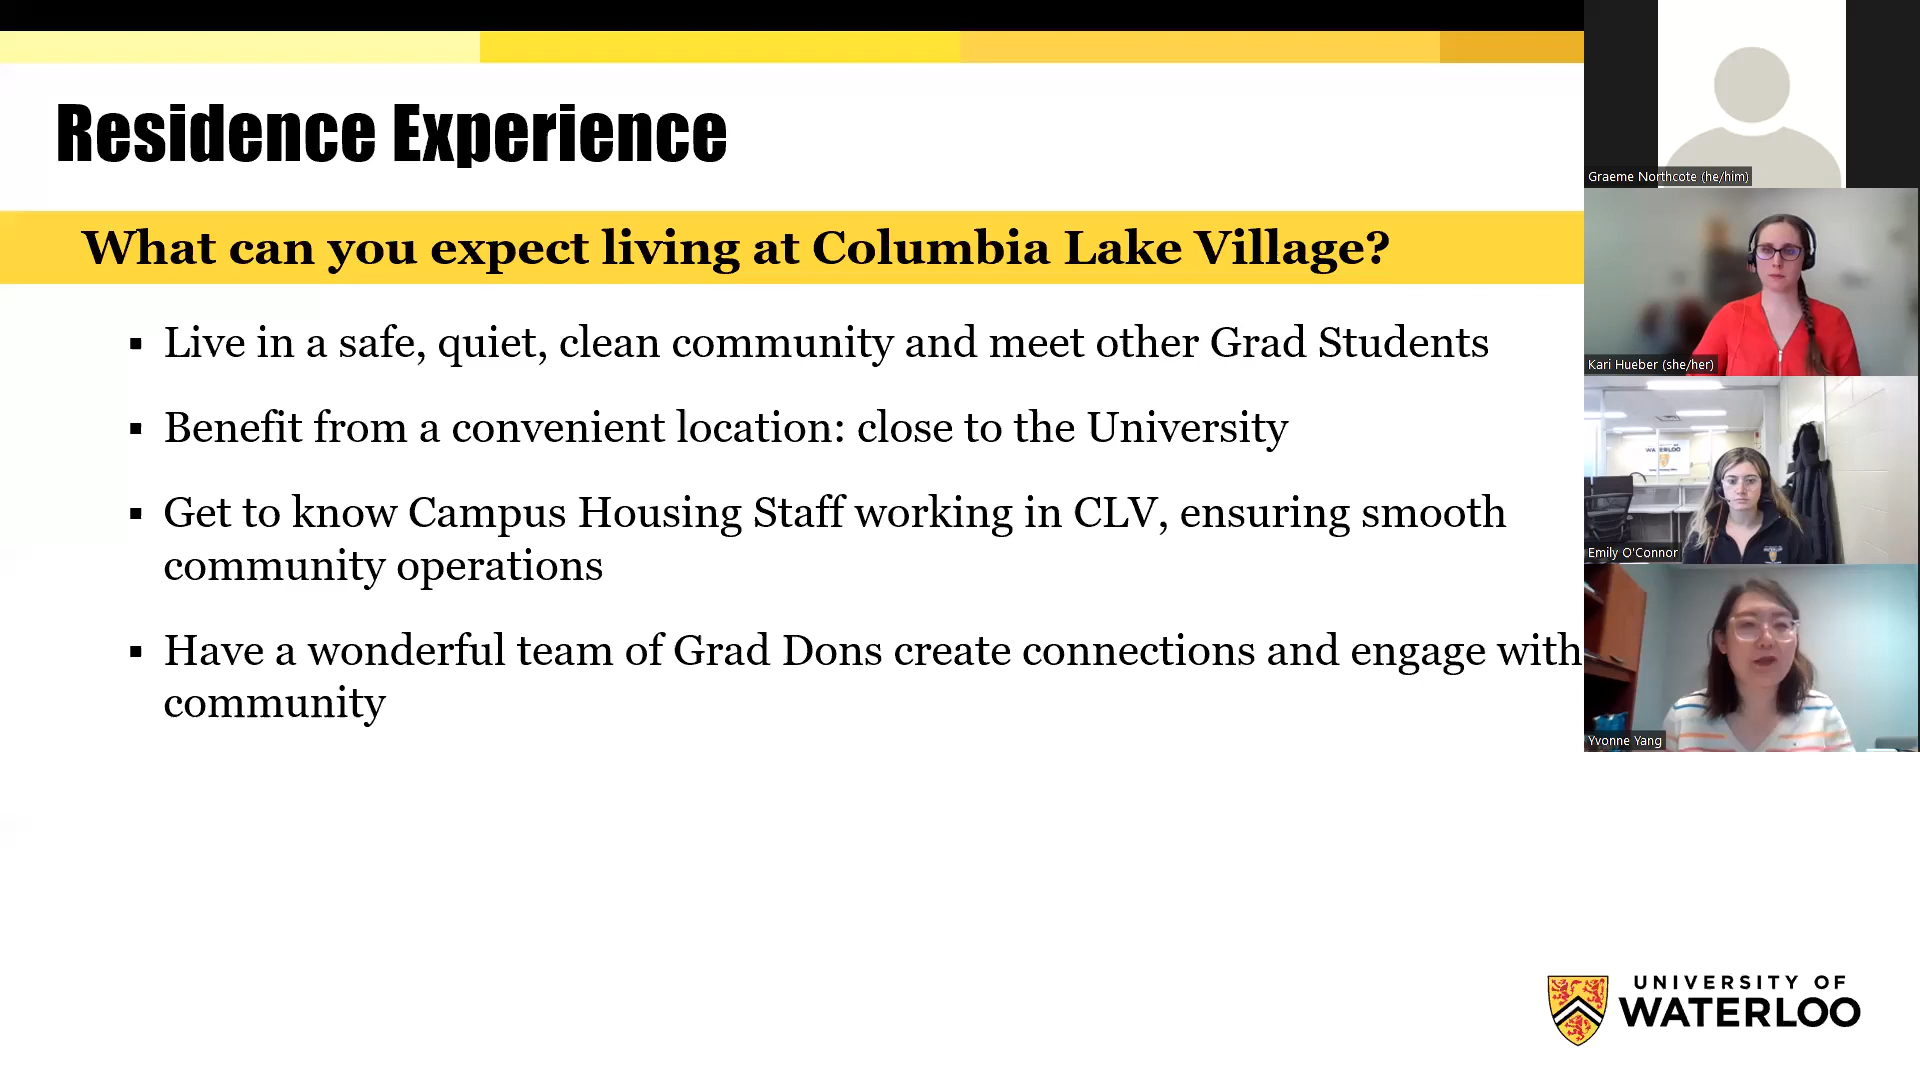 Residence Experience
What can you expect living at Columbia Lake Village?
▪ Live in a safe, quiet, clean community and meet other Grad Students
▪ Benefit from a convenient location: close to the University
▪ Get to know Campus Housing Staff working in CLV, ensuring smooth
community operations
▪ Have a wonderful team of Grad Dons create connections and engage with
community
Graeme Northcote (he/him)
Kari Hueber (she/her)
WATERLOO
Emily O'Connor
Yvonne Yang
UNIVERSITY OF
WATERLOO